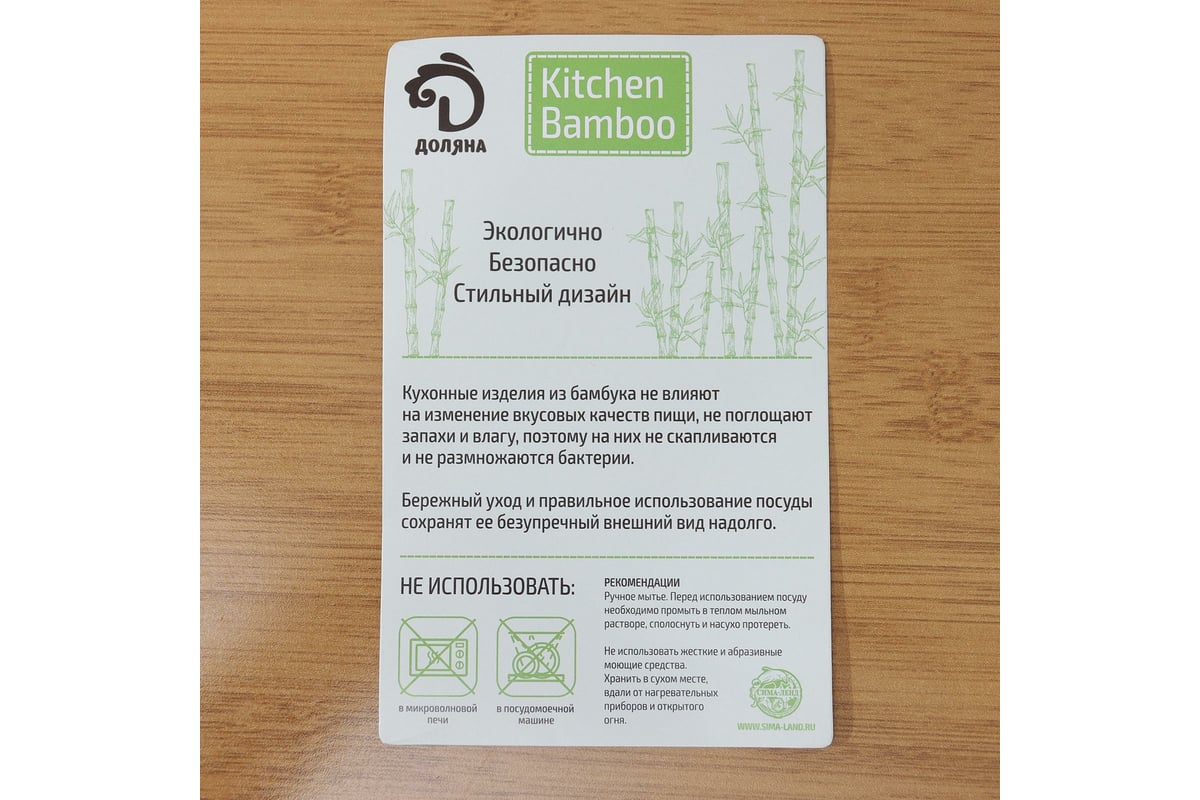 ДОЛЯНА
Kitchen
Bamboo
Экологично
Безопасно
Стильный дизайн
Кухонные изделия из бамбука не влияют
на изменение вкусовых качеств пищи, не поглощают
запахи и влагу, поэтому на них не скапливаются
и не размножаются бактерии.
Бережный уход и правильное использование посуды
сохранят ее безупречный внешний вид надолго.
НЕ ИСПОЛЬЗОВАТЬ:
в микроволновой
печи
в посудомоечной
машине
РЕКОМЕНДАЦИИ
Ручное мытье. Перед использованием посуду
необходимо промыть в теплом мыльном
растворе, сполоснуть и насухо протереть.
Не использовать жесткие и абразивные
моющие средства.
Хранить в сухом месте,
вдали от нагревательных
приборов и открытого
огня.
СИМА-ЛЕНД
WWW.SIMA-LAND.RU